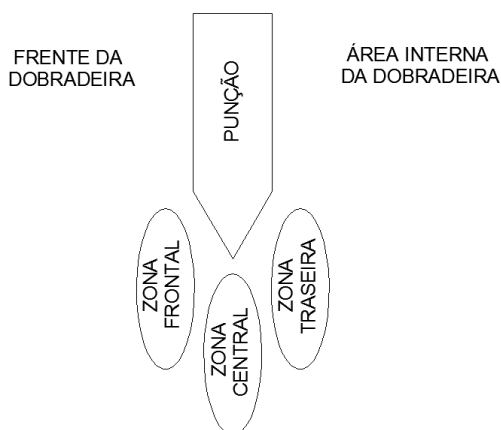 FRENTE DA
DOBRADEIRA
PUNÇÃO
ÁREA INTERNA
DA DOBRADEIRA
ZONA
FRONTAL
ZONA
CENTRAL
ZONA
TRASEIRA